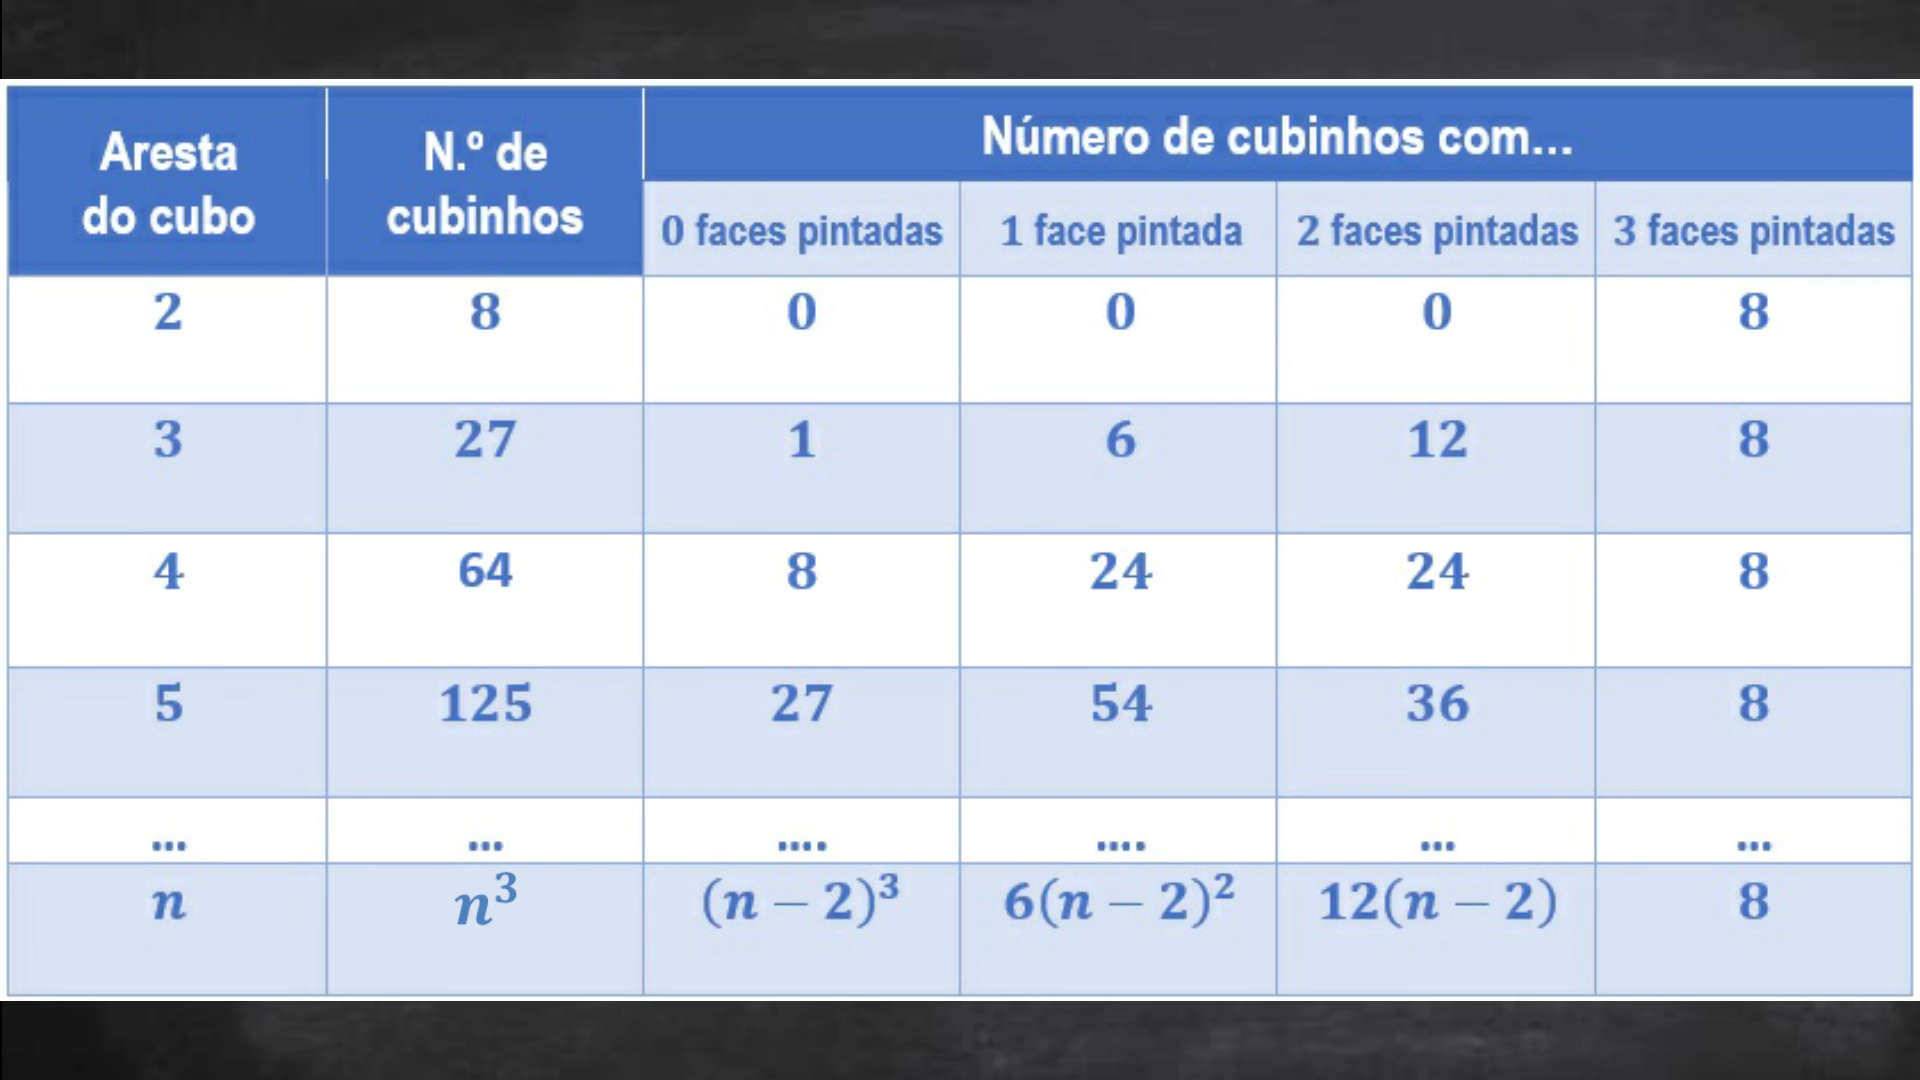 Aresta do cubo
N.º de cubinhos
Número de cubinhos com...
0 faces pintadas 1 face pintada 2 faces pintadas 3 faces pintadas
2 8 0 0 0 8
3 27 1 6 12 8
4 64 8 24 24 8
5 125 27 54 36 8
... ... .... .... ... ...
n n³ (n − 2)³ 6(n − 2)² 12(n − 2) 8